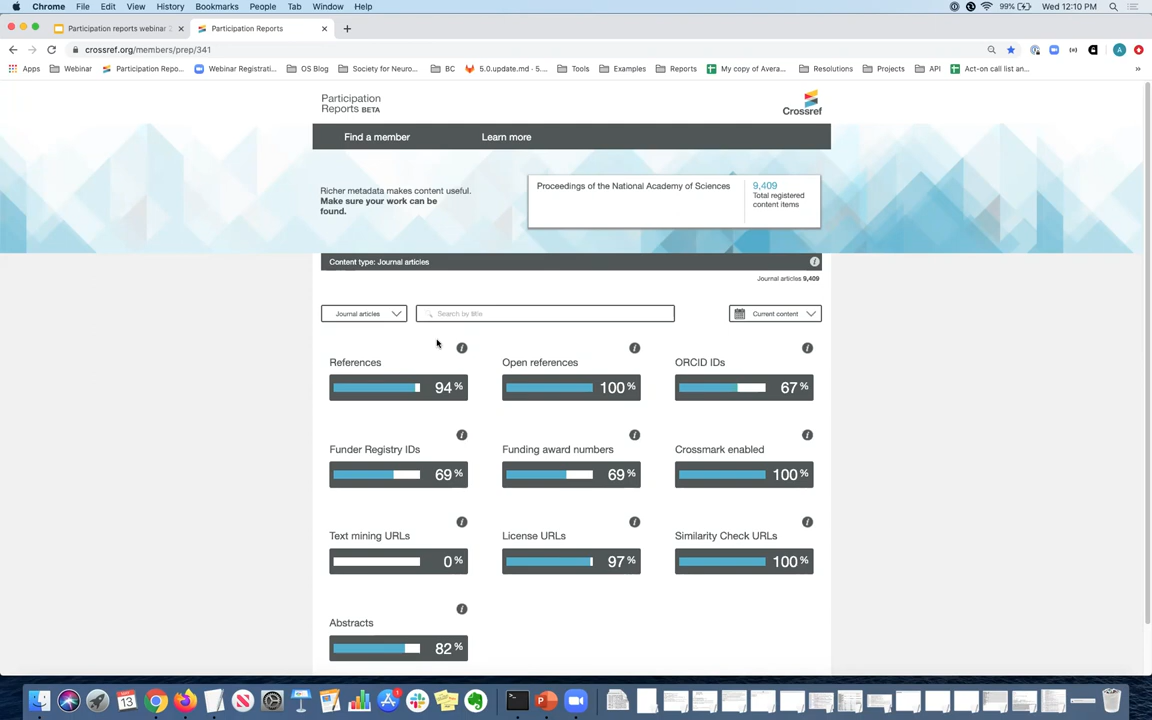 Chrome File Edit View History Bookmarks People Tab Window Help 99% Wed 12:10 PM
Participation reports webinar
Participation Reports
crossref.org/members/prep/341
Apps Webinar Participation Repo... Webinar Registrati... OS Blog Society for Neuro... BC 5.0.update.md · 5.... Tools Examples Reports My copy of Avera... Resolutions Projects API Act-on call list an... »
Participation
Reports BETA
Crossref
Find a member Learn more
Richer metadata makes content useful.
Make sure your work can be
found.
Proceedings of the National Academy of Sciences
9,409
Total registered
content items
Content type: Journal articles
Journal articles 9,409
Journal articles Search by title Current content
References Open references ORCID IDs
94 % 100 % 67 %
Funder Registry IDs Funding award numbers Crossmark enabled
69 % 69 % 100 %
Text mining URLs License URLs Similarity Check URLs
0 % 97 % 100 %
Abstracts
82 %